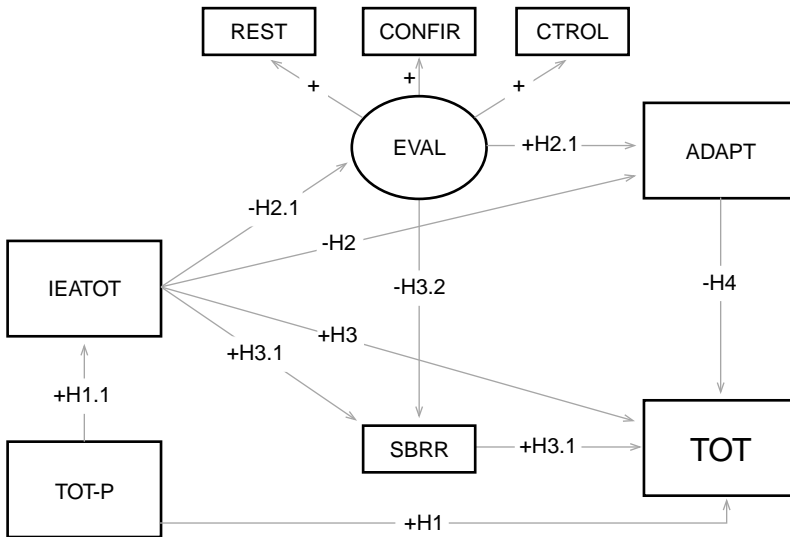 REST
CONFIR
CTROL
+
+
+
EVAL
+H2.1
ADAPT
-H2.1
-H2
IEATOT
-H3.2
-H4
+H3
+H3.1
+H1.1
SBRR
+H3.1
TOT
TOT-P
+H1